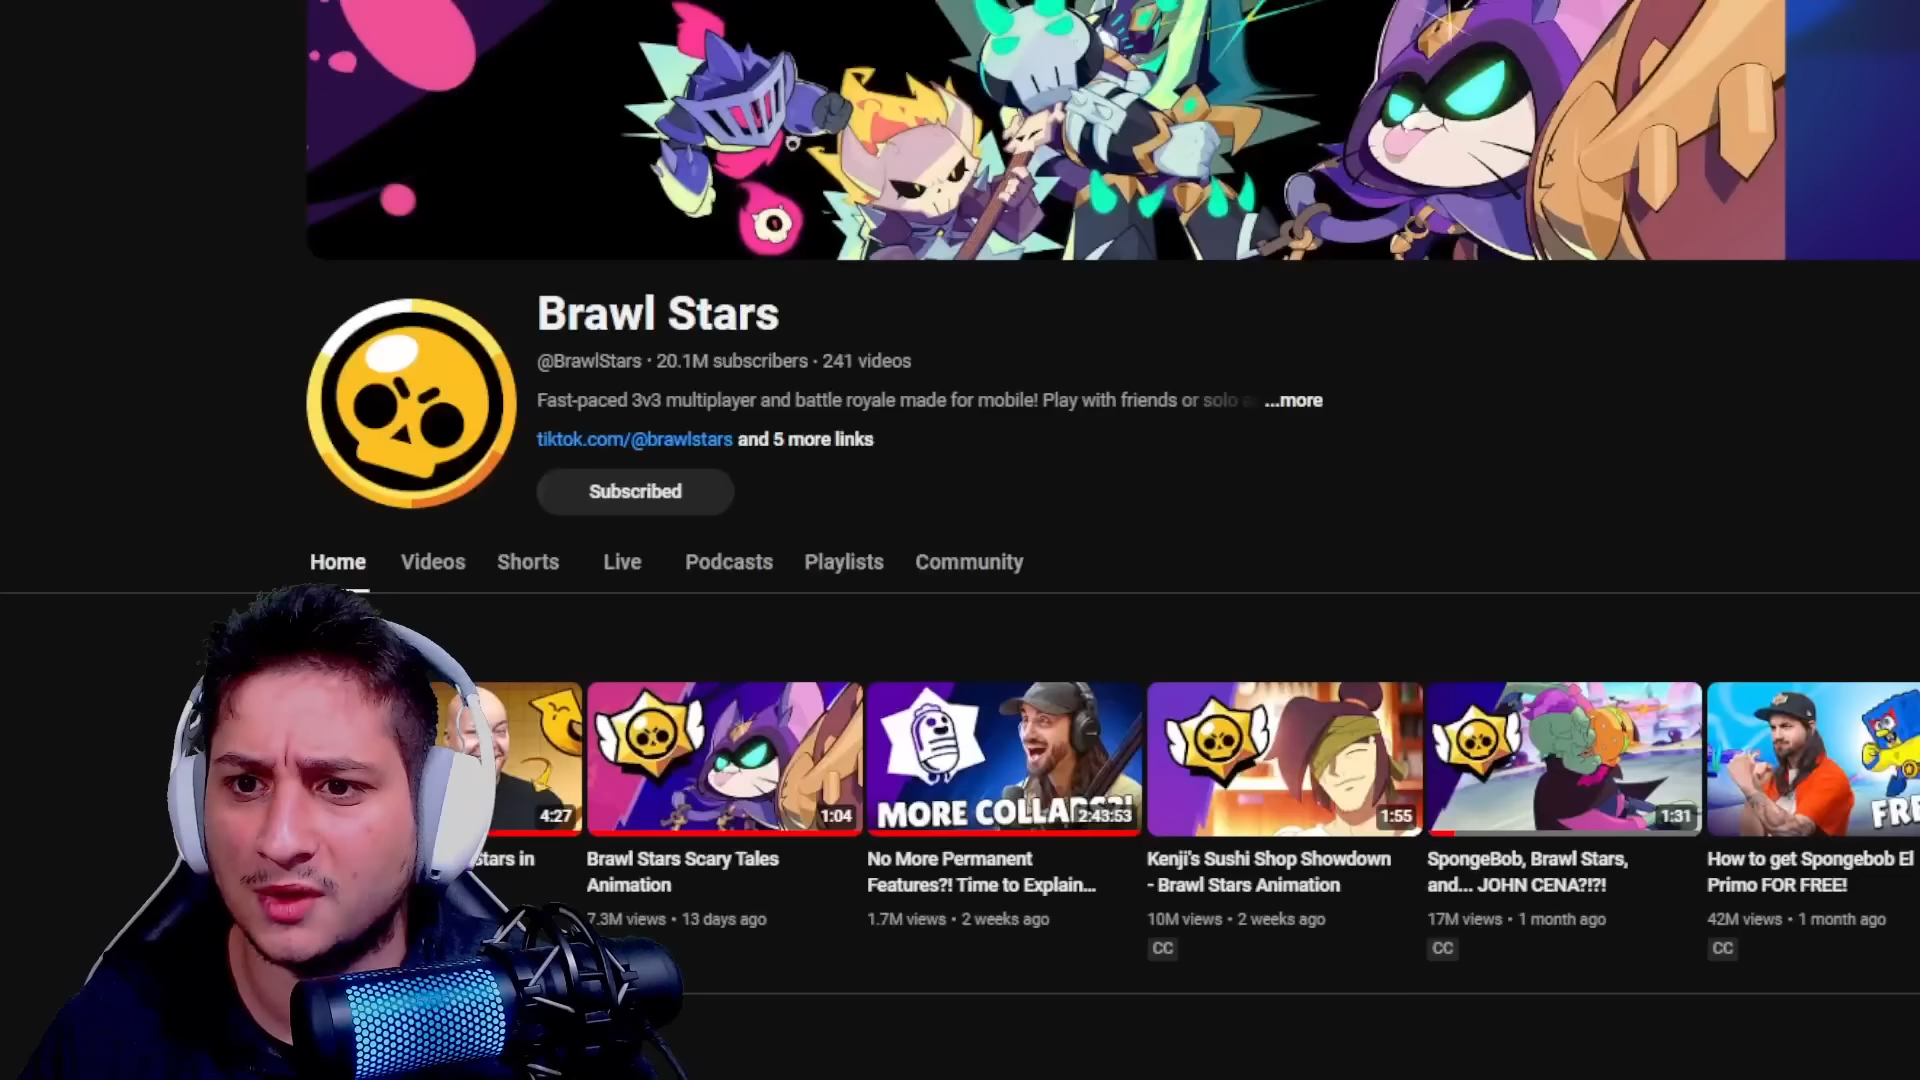 Brawl Stars
@BrawlStars · 20.1M subscribers · 241 videos
Fast-paced 3v3 multiplayer and battle royale made for mobile! Play with friends or solo ...more
tiktok.com/@brawlstars and 5 more links
Subscribed
Home Videos Shorts Live Podcasts Playlists Community
4:27
1:04
MORE COLLABS?!
2:43:53
1:55
1:31
FRE
Stars in
Brawl Stars Scary Tales
Animation
7.3M views • 13 days ago
No More Permanent
Features?! Time to Explain...
1.7M views • 2 weeks ago
Kenji's Sushi Shop Showdown
- Brawl Stars Animation
10M views • 2 weeks ago
CC
SpongeBob, Brawl Stars,
and... JOHN CENA?!?!
17M views • 1 month ago
CC
How to get Spongebob El
Primo FOR FREE!
42M views • 1 month ago
CC